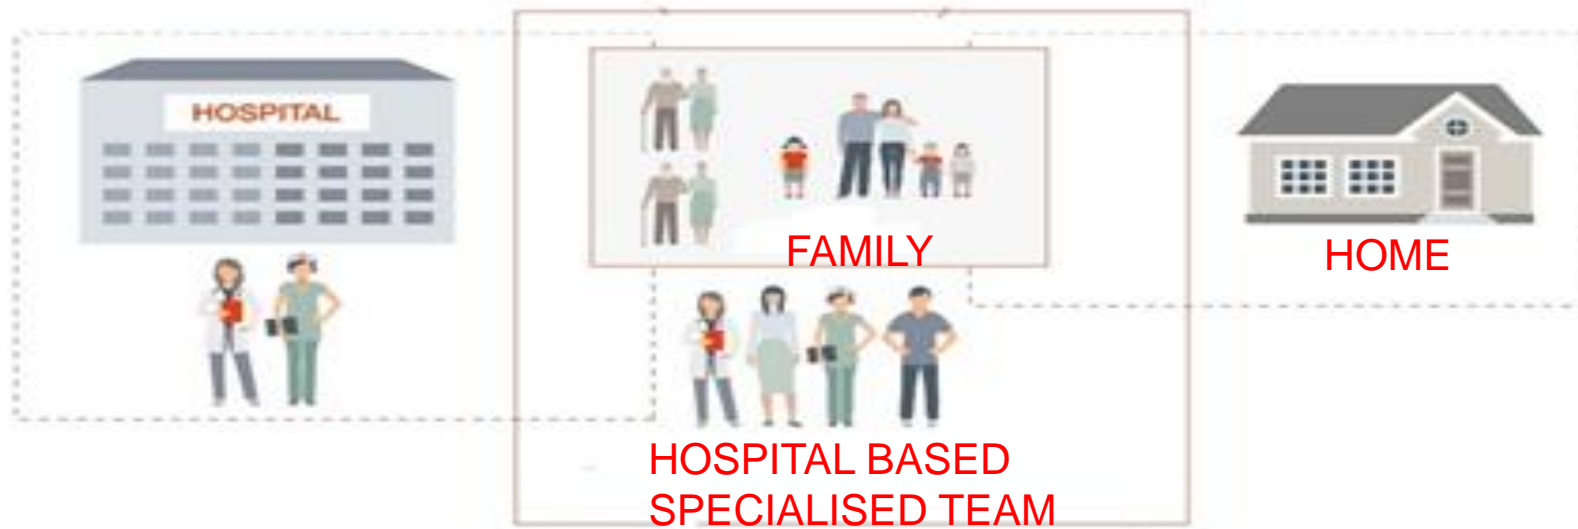 HOSPITAL
FAMILY
HOME
HOSPITAL BASED
SPECIALISED TEAM